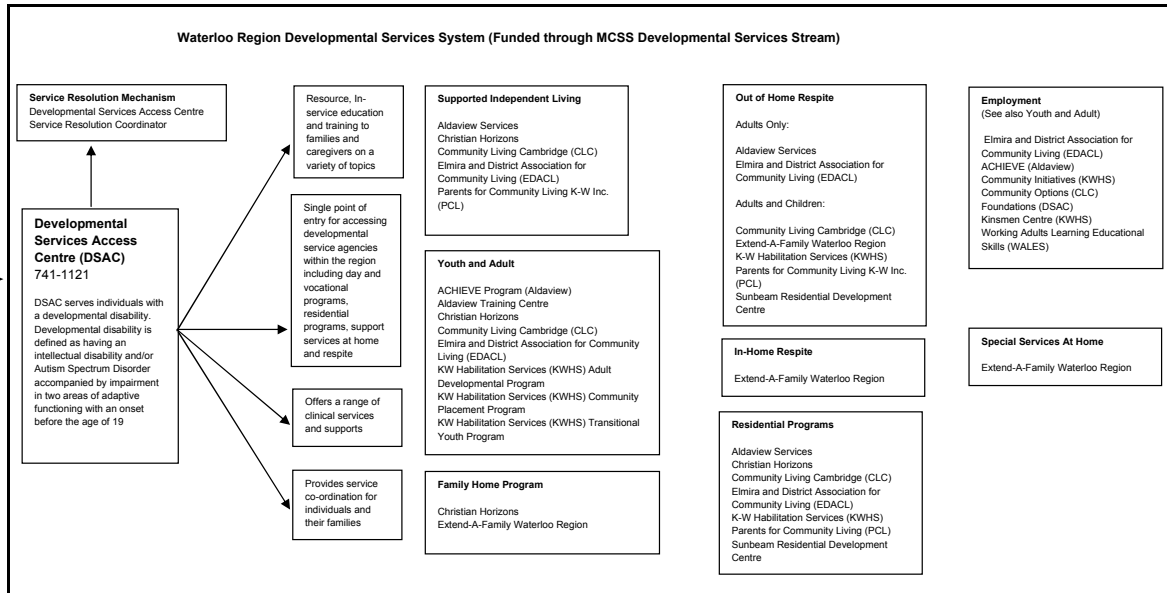 Waterloo Region Developmental Services System (Funded through MCSS Developmental Services Stream)
Service Resolution Mechanism
Developmental Services Access Centre
Service Resolution Coordinator
Developmental
Services Access
Centre (DSAC)
741-1121
DSAC serves individuals with
a developmental disability.
Developmental disability is
defined as having an
intellectual disability and/or
Autism Spectrum Disorder
accompanied by impairment
in two areas of adaptive
functioning with an onset
before the age of 19
Resource, In-
service education
and training to
families and
caregivers on a
variety of topics
Single point of
entry for accessing
developmental
service agencies
within the region
including day and
vocational
programs,
residential
programs, support
services at home
and respite
Offers a range of
clinical services
and supports
Provides service
co-ordination for
individuals and
their families
Supported Independent Living
Aldaview Services
Christian Horizons
Community Living Cambridge (CLC)
Elmira and District Association for
Community Living (EDACL)
Parents for Community Living K-W Inc.
(PCL)
Youth and Adult
ACHIEVE Program (Aldaview)
Aldaview Training Centre
Christian Horizons
Community Living Cambridge (CLC)
Elmira and District Association for Community
Living (EDACL)
KW Habilitation Services (KWHS) Adult
Developmental Program
KW Habilitation Services (KWHS) Community
Placement Program
KW Habilitation Services (KWHS) Transitional
Youth Program
Family Home Program
Christian Horizons
Extend-A-Family Waterloo Region
Out of Home Respite
Adults Only:
Aldaview Services
Elmira and District Association for
Community Living (EDACL)
Adults and Children:
Community Living Cambridge (CLC)
Extend-A-Family Waterloo Region
K-W Habilitation Services (KWHS)
Parents for Community Living K-W Inc.
(PCL)
Sunbeam Residential Development
Centre
In-Home Respite
Extend-A-Family Waterloo Region
Residential Programs
Aldaview Services
Christian Horizons
Community Living Cambridge (CLC)
Elmira and District Association for
Community Living (EDACL)
K-W Habilitation Services (KWHS)
Parents for Community Living (PCL)
Sunbeam Residential Development
Centre
Employment
(See also Youth and Adult)
Elmira and District Association for
Community Living (EDACL)
ACHIEVE (Aldaview)
Community Initiatives (KWHS)
Community Options (CLC)
Foundations (DSAC)
Kinsmen Centre (KWHS)
Working Adults Learning Educational
Skills (WALES)
Special Services At Home
Extend-A-Family Waterloo Region